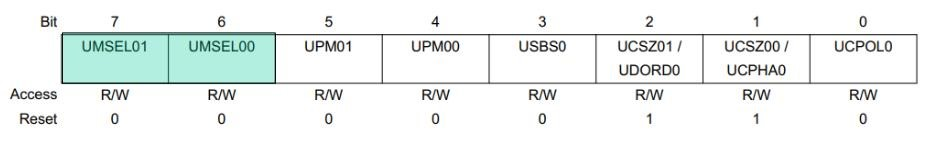 Bit 7 6 5 4 3 2 1 0
UMSEL01 UMSEL00 UPM01 UPM00 USBS0 UCSZ01 / UCSZ00 / UCPOL0
UDORD0 UCPHA0
Access R/W R/W R/W R/W R/W R/W R/W R/W
Reset 0 0 0 0 0 1 1 0